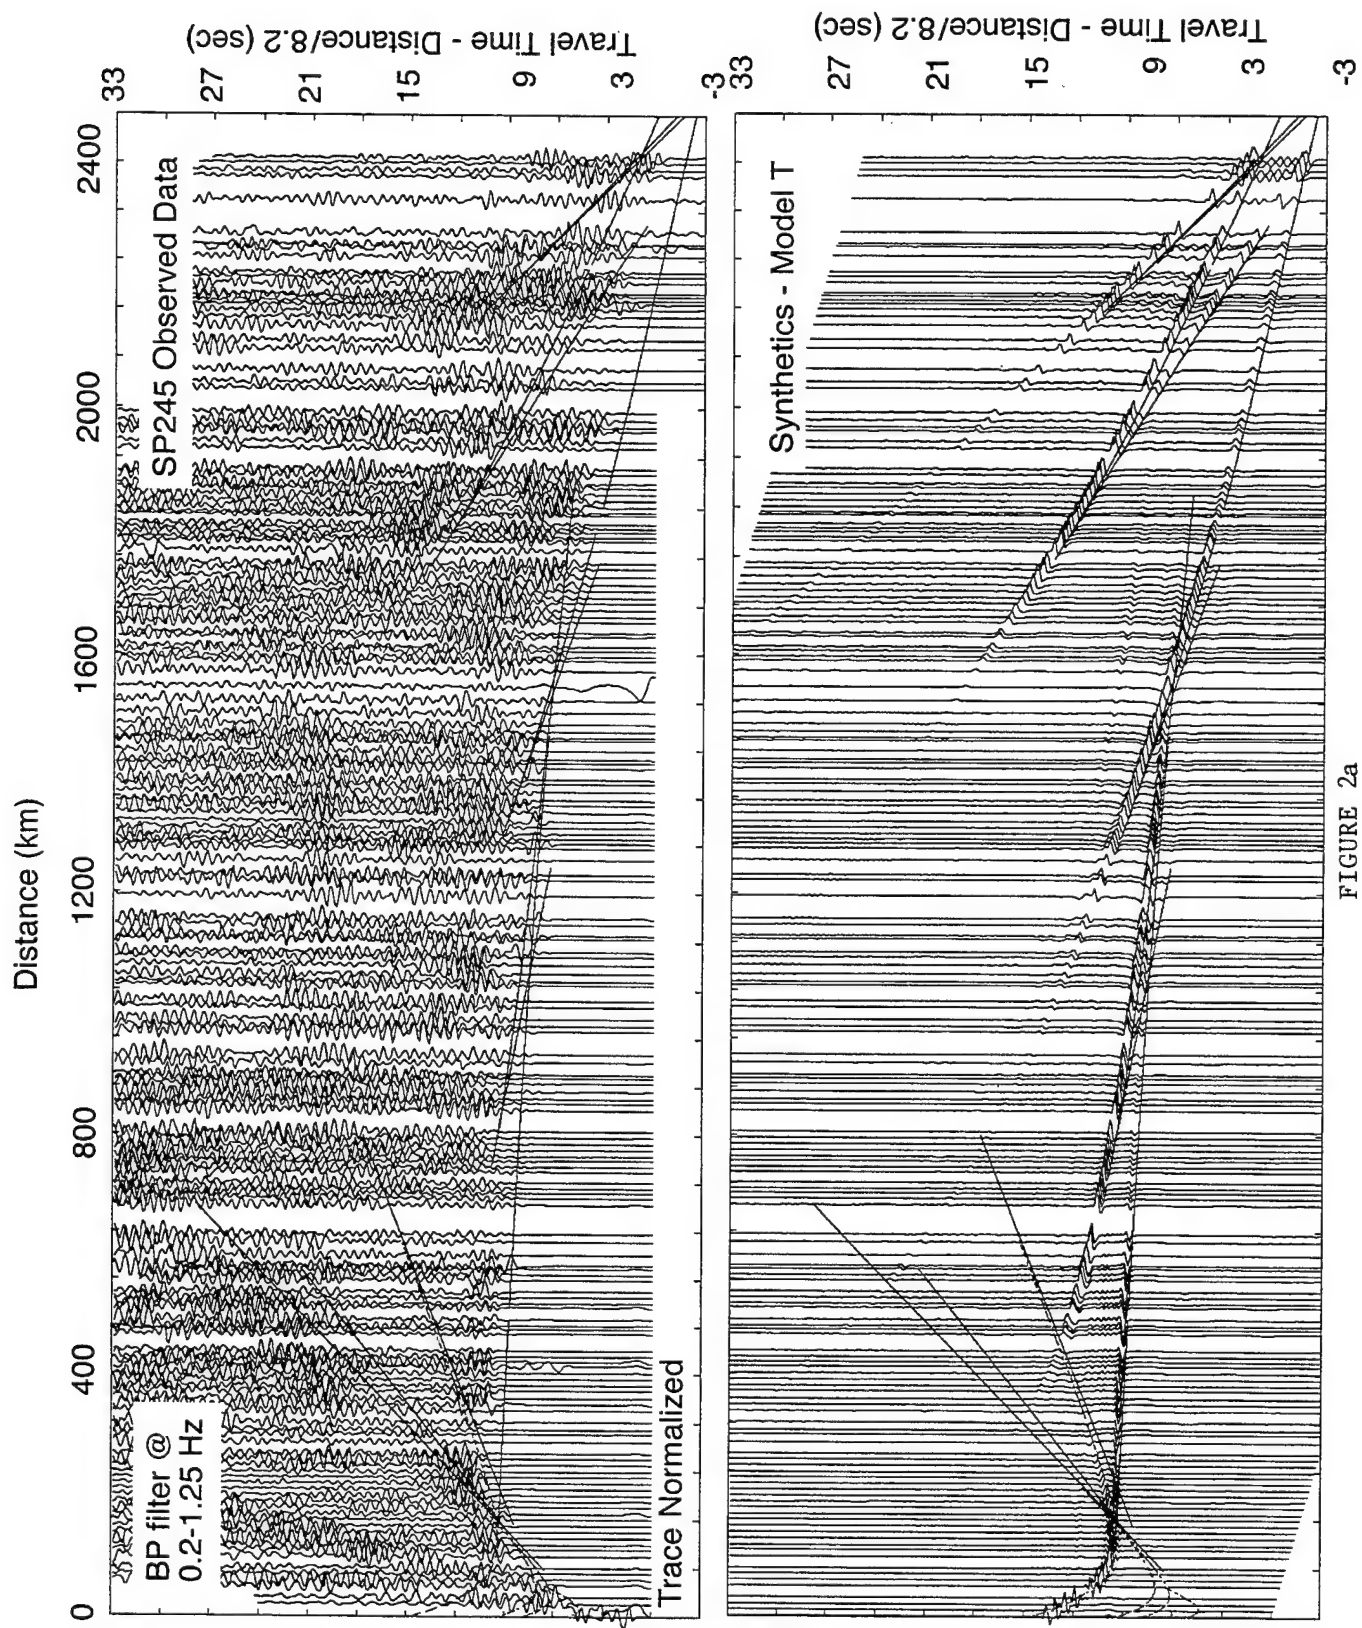 Distance (km)
0
400
800
1200
1600
2000
2400
BP filter @
0.2-1.25 Hz
SP245 Observed Data
Trace Normalized
33
27
21
15
9
3
-3
Travel Time - Distance/8.2 (sec)
Synthetics - Model T
33
27
21
15
9
3
-3
Travel Time - Distance/8.2 (sec)
FIGURE 2a